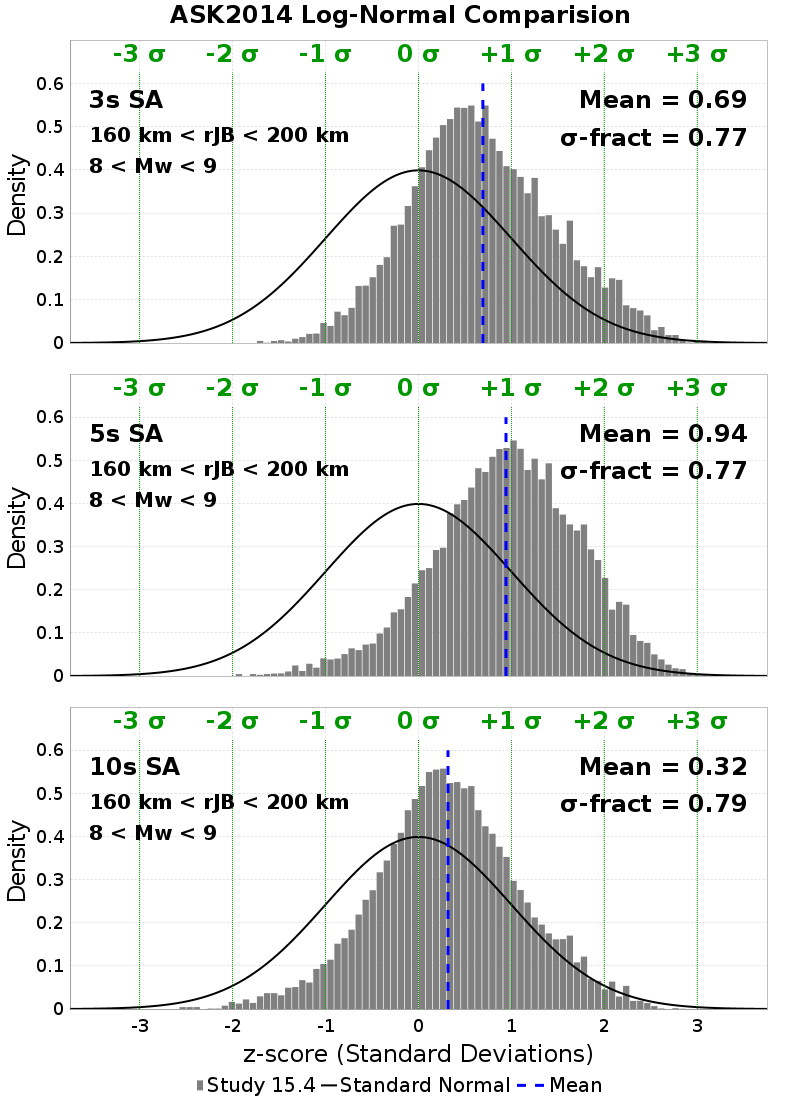 ASK2014 Log-Normal Comparision
-3 σ -2 σ -1 σ 0 σ +1 σ +2 σ +3 σ
3s SA
160 km < rJB < 200 km
8 < Mw < 9
Mean = 0.69
σ-fract = 0.77
0.6
0.5
0.4
0.3
0.2
0.1
0
Density
-3 σ -2 σ -1 σ 0 σ +1 σ +2 σ +3 σ
5s SA
160 km < rJB < 200 km
8 < Mw < 9
Mean = 0.94
σ-fract = 0.77
0.6
0.5
0.4
0.3
0.2
0.1
0
Density
-3 σ -2 σ -1 σ 0 σ +1 σ +2 σ +3 σ
10s SA
160 km < rJB < 200 km
8 < Mw < 9
Mean = 0.32
σ-fract = 0.79
0.6
0.5
0.4
0.3
0.2
0.1
0
Density
-3 -2 -1 0 1 2 3
z-score (Standard Deviations)
Study 15.4 Standard Normal Mean